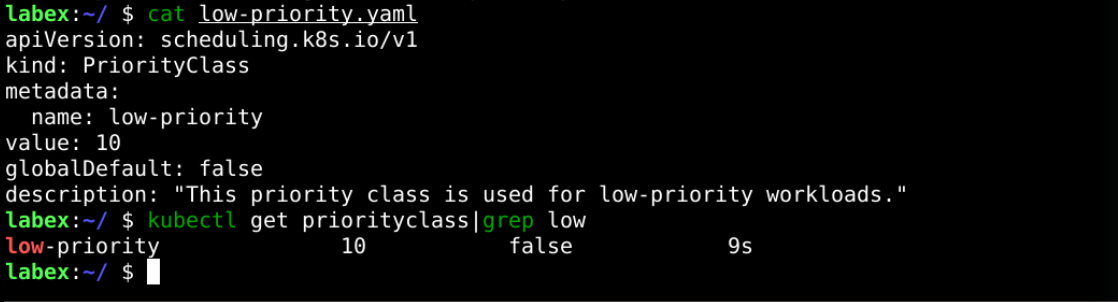 labex:~/ $ cat low-priority.yaml
apiVersion: scheduling.k8s.io/v1
kind: PriorityClass
metadata:
  name: low-priority
value: 10
globalDefault: false
description: "This priority class is used for low-priority workloads."
labex:~/ $ kubectl get priorityclass|grep low
low-priority              10           false            9s
labex:~/ $